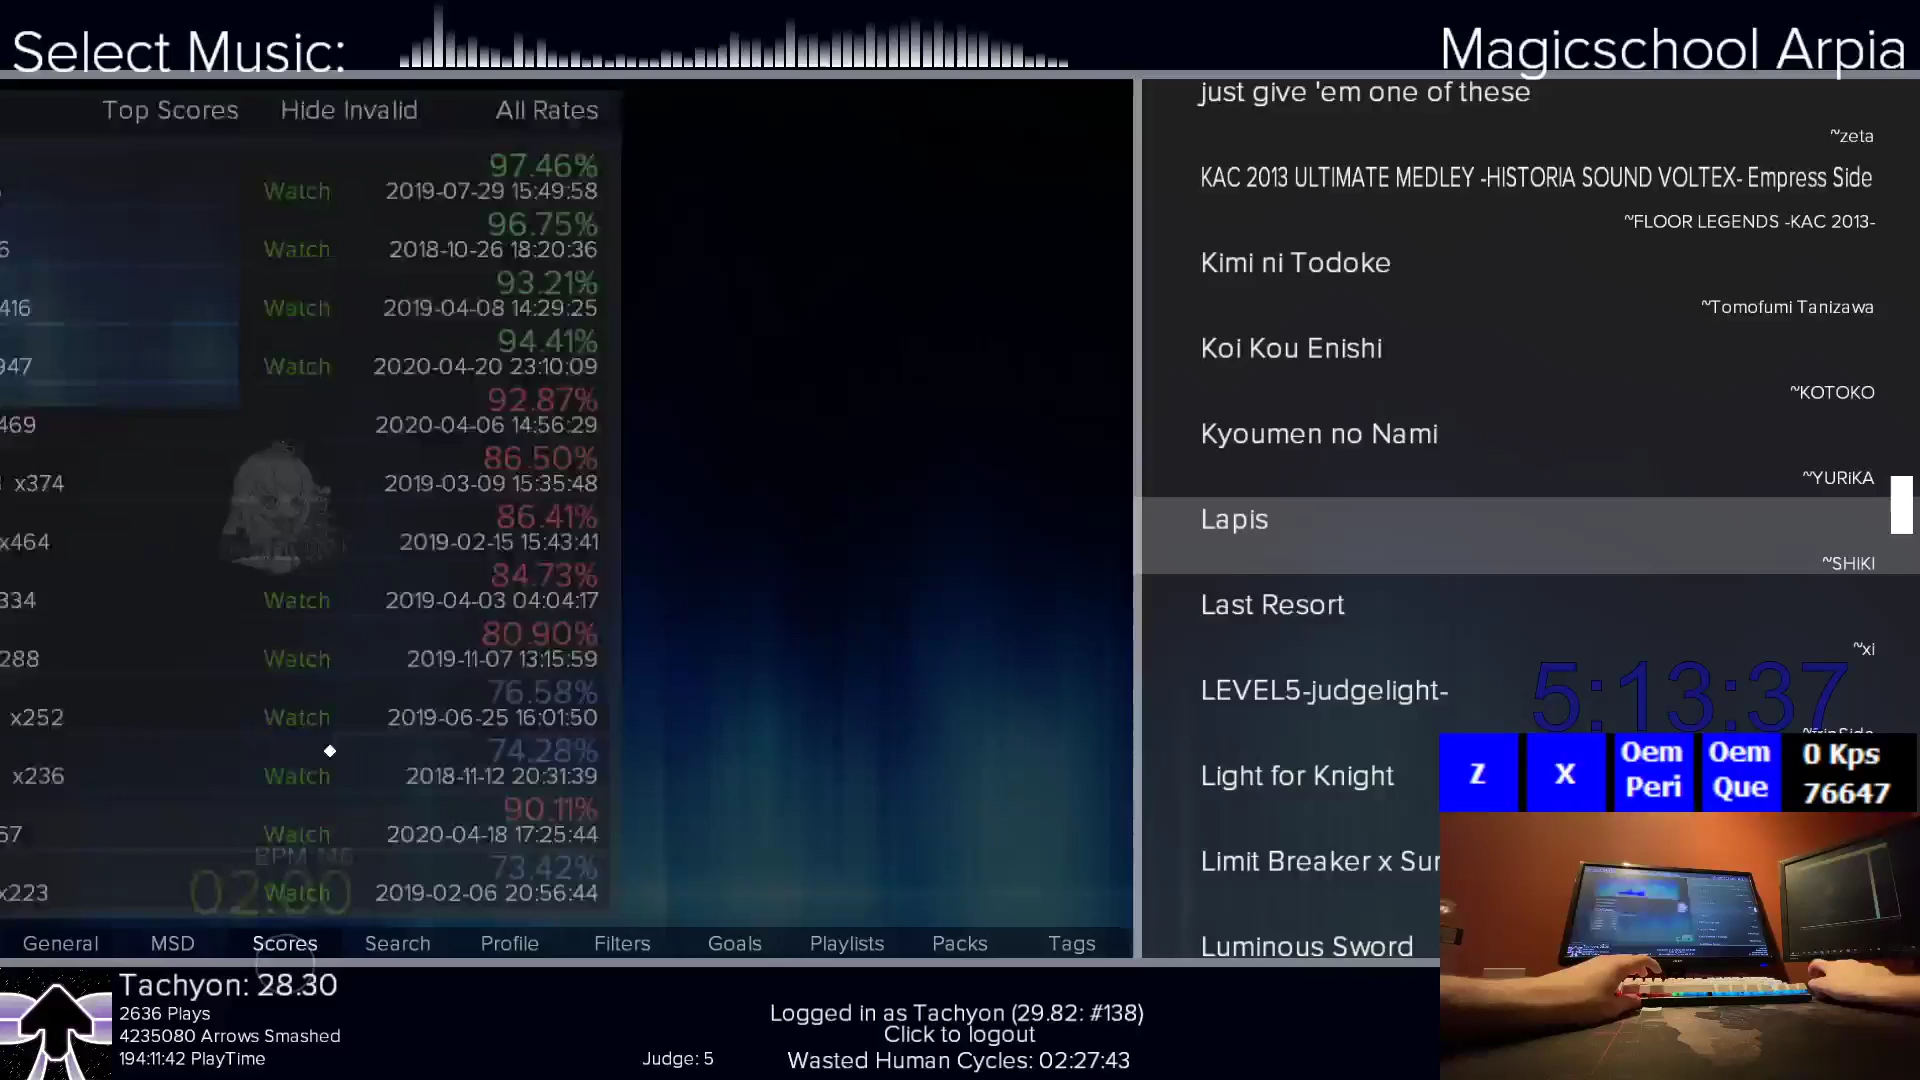 Select Music:
Magicschool Arpia
Top Scores Hide Invalid All Rates
97.46%
Watch 2019-07-29 15:49:58
96.75%
6 Watch 2018-10-26 18:20:36
93.21%
416 Watch 2019-04-08 14:29:25
94.41%
947 Watch 2020-04-20 23:10:09
92.87%
469 2020-04-06 14:56:29
86.50%
x374 2019-03-09 15:35:48
86.41%
x464 2019-02-15 15:43:41
84.73%
334 Watch 2019-04-03 04:04:17
80.90%
288 Watch 2019-11-07 13:15:59
76.58%
x252 Watch 2019-06-25 16:01:50
74.28%
x236 Watch 2018-11-12 20:31:39
90.11%
57 Watch 2020-04-18 17:25:44
BPM
73.42%
02:00
x223 Watch 2019-02-06 20:56:44
General MSD Scores Search Profile Filters Goals Playlists Packs Tags
just give 'em one of these
~zeta
KAC 2013 ULTIMATE MEDLEY -HISTORIA SOUND VOLTEX- Empress Side
~FLOOR LEGENDS -KAC 2013-
Kimi ni Todoke
~Tomofumi Tanizawa
Koi Kou Enishi
~KOTOKO
Kyoumen no Nami
~YURiKA
Lapis
~SHIKI
Last Resort
~xi
LEVEL5-judgelight-
5:13:37
Light for Knight
Limit Breaker x Sur
Luminous Sword
Z X Oem Peri Oem Que 0 Kps 76647
Tachyon: 28.30
2636 Plays
4235080 Arrows Smashed
194:11:42 PlayTime
Judge: 5
Logged in as Tachyon (29.82: #138)
Click to logout
Wasted Human Cycles: 02:27:43